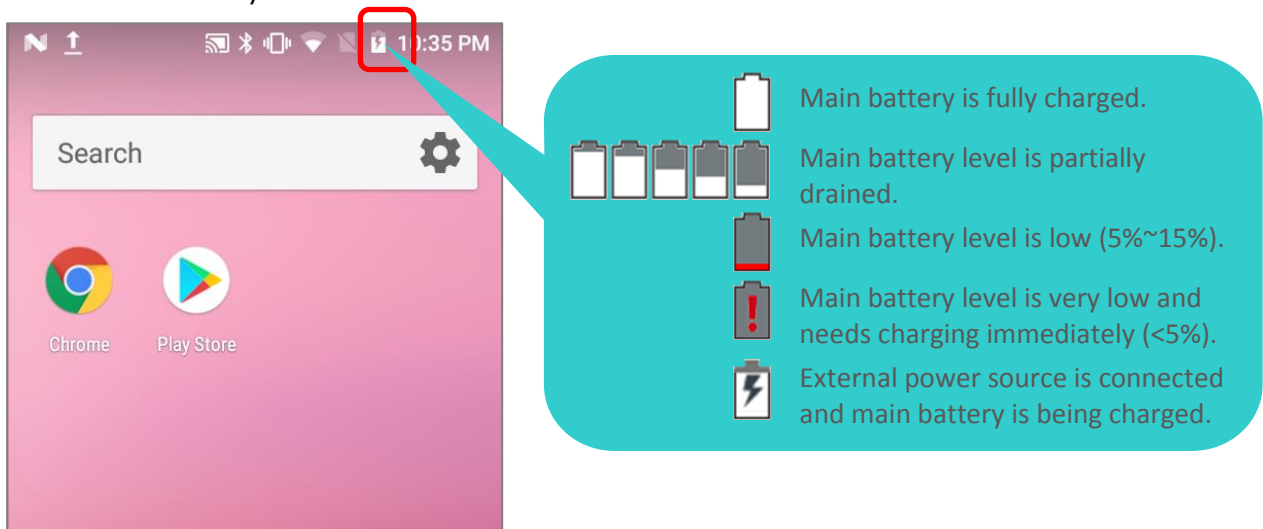 10:35 PM
Search
Chrome
Play Store
Main battery is fully charged.
Main battery level is partially
drained.
Main battery level is low (5%~15%).
Main battery level is very low and
needs charging immediately (<5%).
External power source is connected
and main battery is being charged.